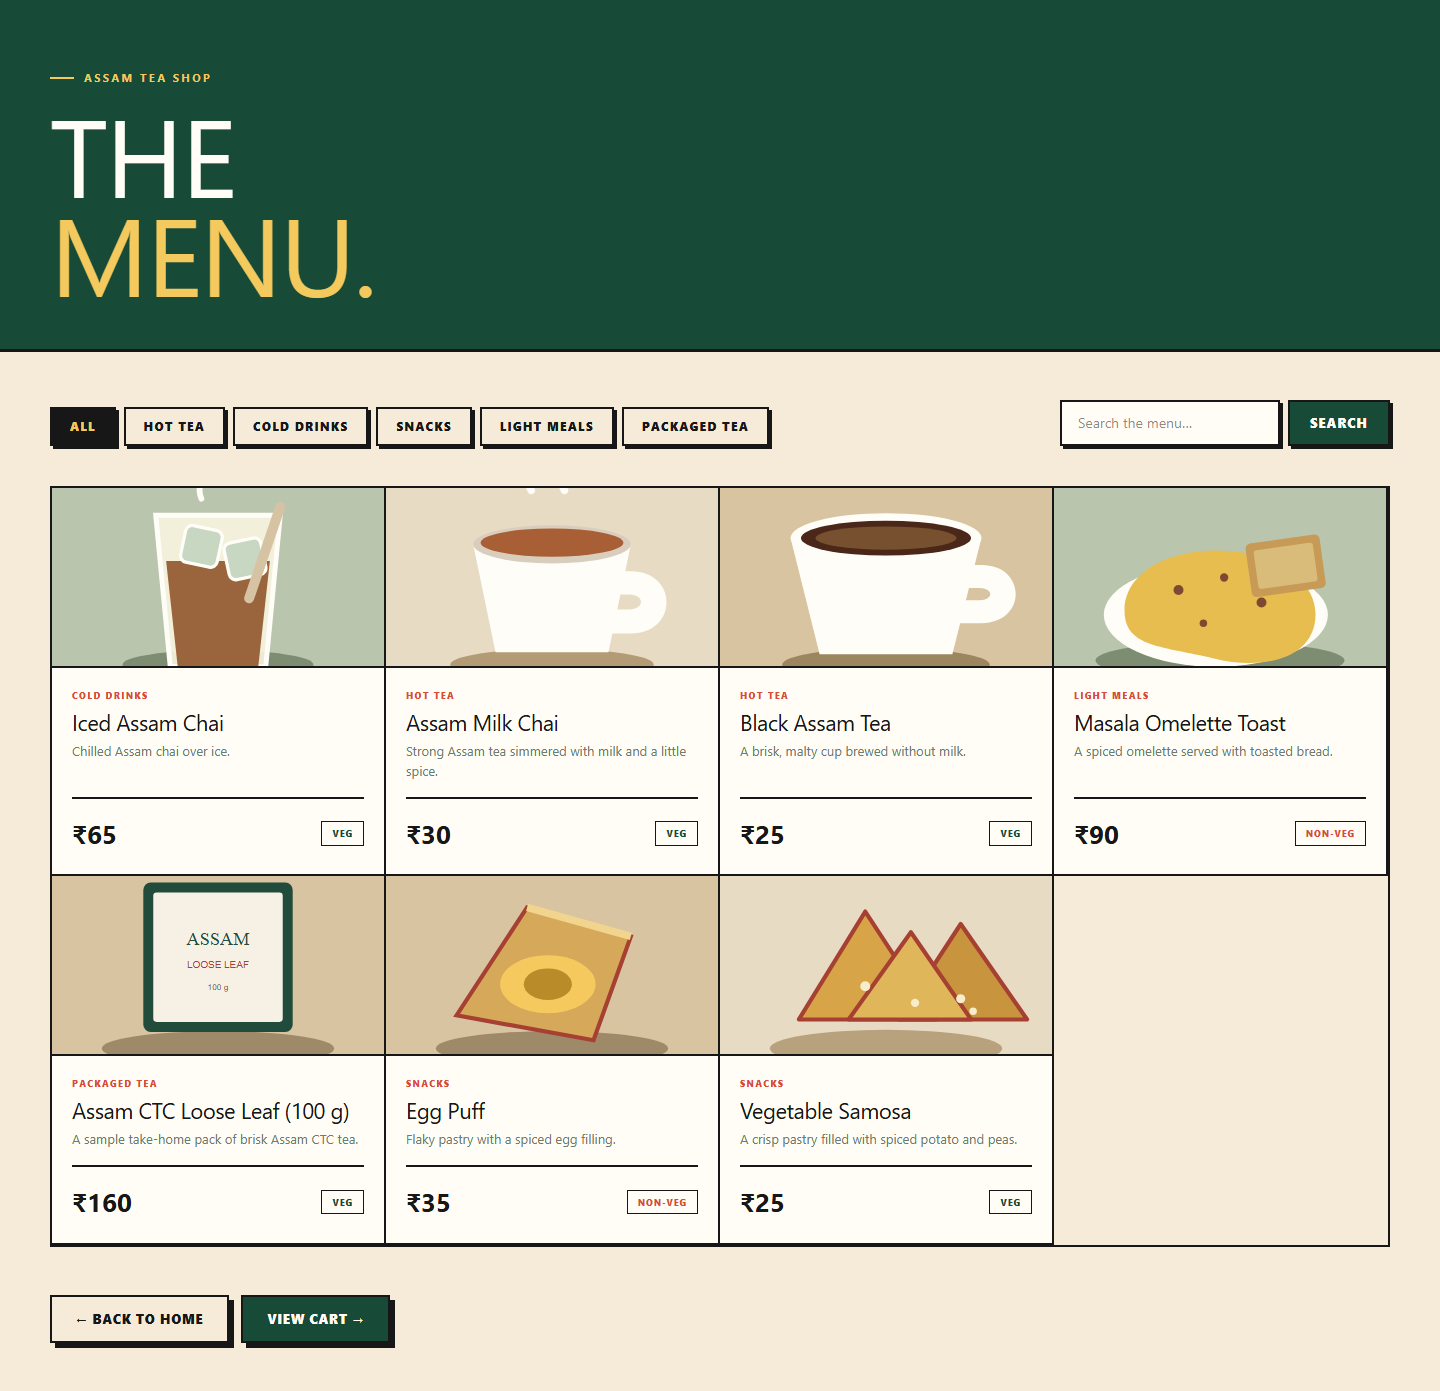 ASSAM TEA SHOP
THE
MENU.
ALL
HOT TEA
COLD DRINKS
SNACKS
LIGHT MEALS
PACKAGED TEA
Search the menu...
SEARCH
COLD DRINKS
Iced Assam Chai
Chilled Assam chai over ice.
₹65
VEG
HOT TEA
Assam Milk Chai
Strong Assam tea simmered with milk and a little
spice.
₹30
VEG
HOT TEA
Black Assam Tea
A brisk, malty cup brewed without milk.
₹25
VEG
LIGHT MEALS
Masala Omelette Toast
A spiced omelette served with toasted bread.
₹90
NON-VEG
ASSAM
LOOSE LEAF
100 g
PACKAGED TEA
Assam CTC Loose Leaf (100 g)
A sample take-home pack of brisk Assam CTC tea.
₹160
VEG
SNACKS
Egg Puff
Flaky pastry with a spiced egg filling.
₹35
NON-VEG
SNACKS
Vegetable Samosa
A crisp pastry filled with spiced potato and peas.
₹25
VEG
← BACK TO HOME
VIEW CART →